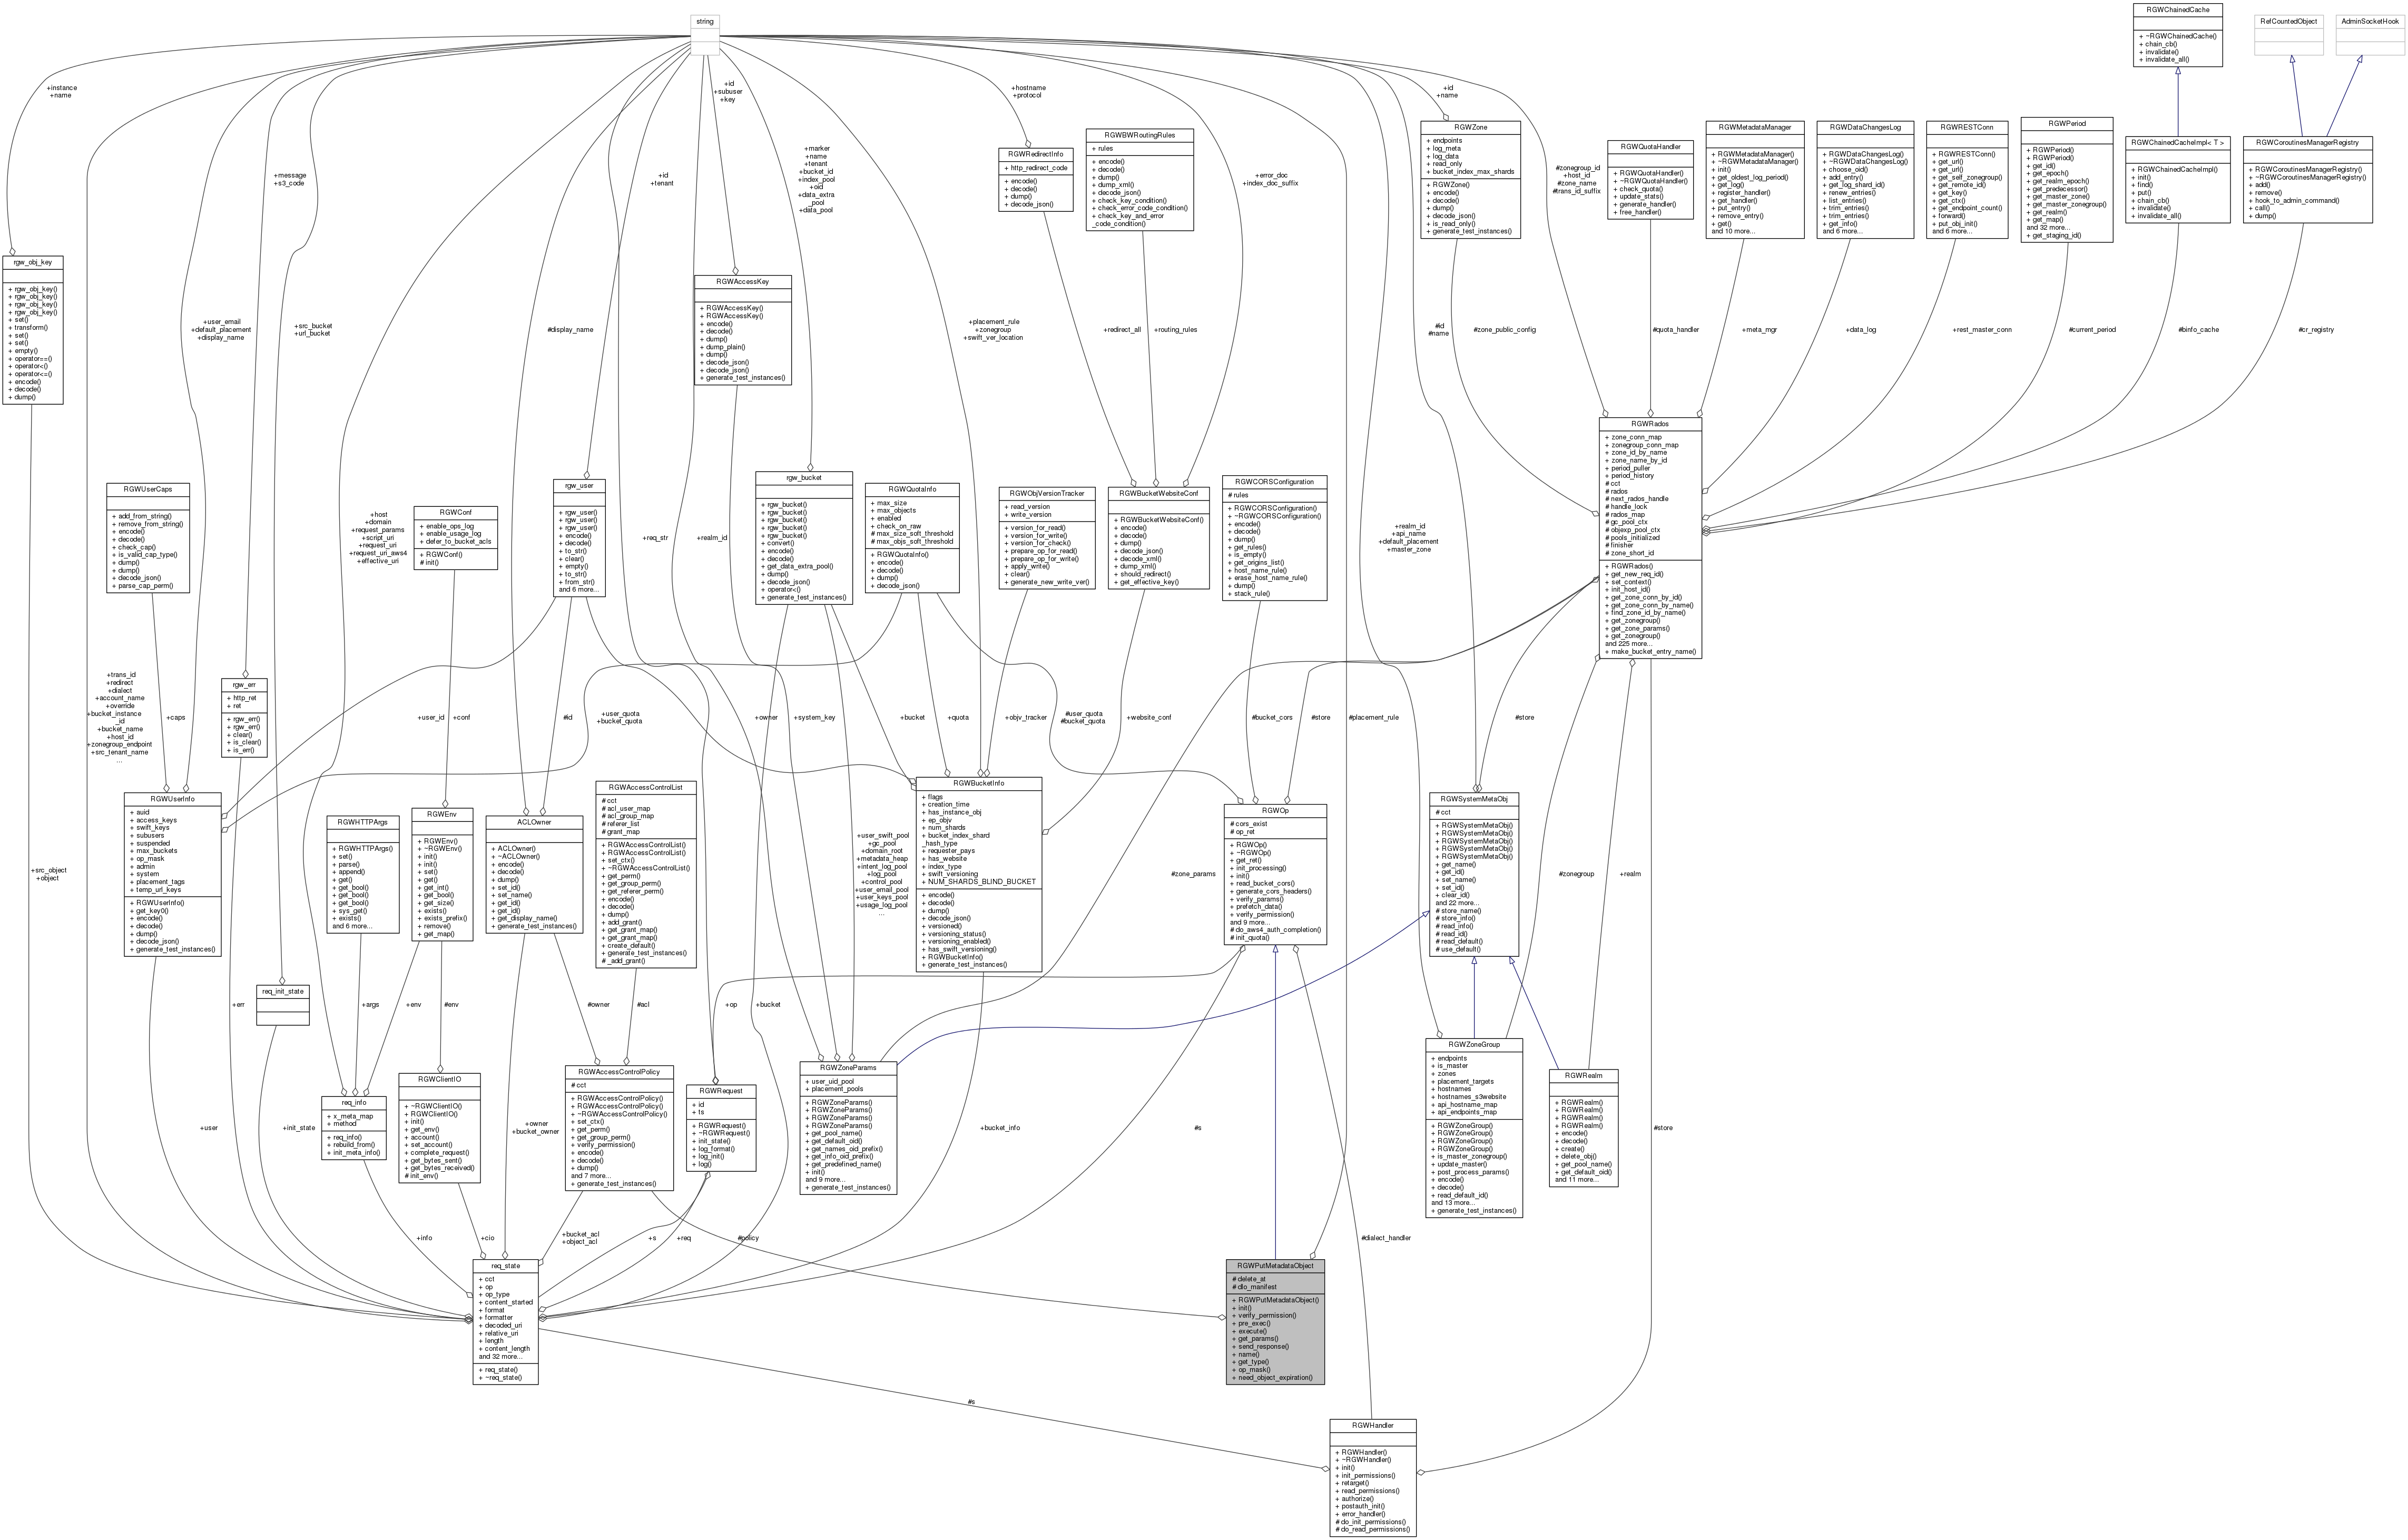 string
RGWChainedCache
+ ~RGWChainedCache()
+ chain_cb()
+ invalidate()
+ invalidate_all()
RefCountedObject
AdminSocketHook
+instance
+name
+id
+subuser
+key
+hostname
+protocol
+id
+name
+message
+s3_code
+id
+tenant
+marker
+name
+tenant
+bucket_id
+index_pool
+oid
+data_extra
_pool
+data_pool
RGWRedirectInfo
+ http_redirect_code
+ encode()
+ decode()
+ dump()
+ decode_json()
RGWBWRoutingRules
+ rules
+ encode()
+ decode()
+ dump()
+ dump_xml()
+ decode_json()
+ check_key_condition()
+ check_error_code_condition()
+ check_key_and_error
_code_condition()
+error_doc
+index_doc_suffix
RGWZone
+ endpoints
+ log_meta
+ log_data
+ read_only
+ bucket_index_max_shards
+ RGWZone()
+ encode()
+ decode()
+ dump()
+ decode_json()
+ is_read_only()
+ generate_test_instances()
#zonegroup_id
+host_id
#zone_name
#trans_id_suffix
RGWQuotaHandler
+ RGWQuotaHandler()
+ ~RGWQuotaHandler()
+ check_quota()
+ update_stats()
+ generate_handler()
+ free_handler()
RGWMetadataManager
+ RGWMetadataManager()
+ ~RGWMetadataManager()
+ init()
+ get_oldest_log_period()
+ get_log()
+ register_handler()
+ get_handler()
+ put_entry()
+ remove_entry()
+ get()
and 10 more...
RGWDataChangesLog
+ RGWDataChangesLog()
+ ~RGWDataChangesLog()
+ choose_oid()
+ add_entry()
+ get_log_shard_id()
+ renew_entries()
+ list_entries()
+ trim_entries()
+ trim_entries()
+ get_info()
and 6 more...
RGWRESTConn
+ RGWRESTConn()
+ get_url()
+ get_url()
+ get_self_zonegroup()
+ get_remote_id()
+ get_key()
+ get_ctx()
+ get_endpoint_count()
+ forward()
+ put_obj_init()
and 6 more...
RGWPeriod
+ RGWPeriod()
+ RGWPeriod()
+ get_id()
+ get_epoch()
+ get_realm_epoch()
+ get_predecessor()
+ get_master_zone()
+ get_master_zonegroup()
+ get_realm()
+ get_map()
and 32 more...
+ get_staging_id()
RGWChainedCacheImpl< T >
+ RGWChainedCacheImpl()
+ init()
+ find()
+ put()
+ chain_cb()
+ invalidate()
+ invalidate_all()
RGWCoroutinesManagerRegistry
+ RGWCoroutinesManagerRegistry()
+ ~RGWCoroutinesManagerRegistry()
+ add()
+ remove()
+ hook_to_admin_command()
+ call()
+ dump()
rgw_obj_key
+ rgw_obj_key()
+ rgw_obj_key()
+ rgw_obj_key()
+ rgw_obj_key()
+ set()
+ transform()
+ set()
+ set()
+ empty()
+ operator==()
+ operator<()
+ operator<=()
+ encode()
+ decode()
+ dump()
+user_email
+default_placement
+display_name
+src_bucket
+url_bucket
#display_name
RGWAccessKey
+ RGWAccessKey()
+ RGWAccessKey()
+ encode()
+ decode()
+ dump()
+ dump_plain()
+ dump()
+ decode_json()
+ decode_json()
+ generate_test_instances()
+placement_rule
+zonegroup
+swift_ver_location
+redirect_all
+routing_rules
#id
#name
#zone_public_config
#quota_handler
+meta_mgr
+data_log
+rest_master_conn
#current_period
#binfo_cache
#cr_registry
RGWUserCaps
+ add_from_string()
+ remove_from_string()
+ encode()
+ decode()
+ check_cap()
+ is_valid_cap_type()
+ dump()
+ dump()
+ decode_json()
+ parse_cap_perm()
+host
+domain
+request_params
+script_uri
+request_uri
+request_uri_aws4
+effective_uri
RGWConf
+ enable_ops_log
+ enable_usage_log
+ defer_to_bucket_acls
+ RGWConf()
# init()
rgw_user
+ rgw_user()
+ rgw_user()
+ rgw_user()
+ encode()
+ decode()
+ to_str()
+ clear()
+ empty()
+ to_str()
+ from_str()
and 6 more...
+req_str
+realm_id
rgw_bucket
+ rgw_bucket()
+ rgw_bucket()
+ rgw_bucket()
+ rgw_bucket()
+ rgw_bucket()
+ convert()
+ encode()
+ decode()
+ get_data_extra_pool()
+ dump()
+ decode_json()
+ operator<()
+ generate_test_instances()
RGWQuotaInfo
+ max_size
+ max_objects
+ enabled
+ check_on_raw
# max_size_soft_threshold
# max_objs_soft_threshold
+ RGWQuotaInfo()
+ encode()
+ decode()
+ dump()
+ decode_json()
RGWObjVersionTracker
+ read_version
+ write_version
+ version_for_read()
+ version_for_write()
+ version_for_check()
+ prepare_op_for_read()
+ prepare_op_for_write()
+ apply_write()
+ clear()
+ generate_new_write_ver()
RGWBucketWebsiteConf
+ RGWBucketWebsiteConf()
+ encode()
+ decode()
+ dump()
+ decode_json()
+ decode_xml()
+ dump_xml()
+ should_redirect()
+ get_effective_key()
RGWCORSConfiguration
# rules
+ RGWCORSConfiguration()
+ ~RGWCORSConfiguration()
+ encode()
+ decode()
+ dump()
+ get_rules()
+ is_empty()
+ get_origins_list()
+ host_name_rule()
+ erase_host_name_rule()
+ dump()
+ stack_rule()
+realm_id
+api_name
+default_placement
+master_zone
RGWRados
+ zone_conn_map
+ zonegroup_conn_map
+ zone_id_by_name
+ zone_name_by_id
+ period_puller
+ period_history
# cct
# rados
# next_rados_handle
# handle_lock
# rados_map
# gc_pool_ctx
# objexp_pool_ctx
# pools_initialized
# finisher
# zone_short_id
+ RGWRados()
+ get_new_req_id()
+ set_context()
+ init_host_id()
+ get_zone_conn_by_id()
+ get_zone_conn_by_name()
+ find_zone_id_by_name()
+ get_zonegroup()
+ get_zone_params()
+ get_zonegroup()
and 225 more...
+ make_bucket_entry_name()
+trans_id
+redirect
+dialect
+account_name
+override
+bucket_instance
_id
+bucket_name
+host_id
+zonegroup_endpoint
+src_tenant_name
...
+caps
rgw_err
+ http_ret
+ ret
+ rgw_err()
+ rgw_err()
+ clear()
+ is_clear()
+ is_err()
+user_id
+conf
#id
+user_quota
+bucket_quota
+owner
+system_key
+bucket
+quota
+objv_tracker
#user_quota
#bucket_quota
+website_conf
#bucket_cors
#store
#placement_rule
#store
RGWUserInfo
+ auid
+ access_keys
+ swift_keys
+ subusers
+ suspended
+ max_buckets
+ op_mask
+ admin
+ system
+ placement_tags
+ temp_url_keys
+ RGWUserInfo()
+ get_key0()
+ encode()
+ decode()
+ dump()
+ decode_json()
+ generate_test_instances()
RGWHTTPArgs
+ RGWHTTPArgs()
+ set()
+ parse()
+ append()
+ get()
+ get_bool()
+ get_bool()
+ get_bool()
+ sys_get()
+ exists()
and 6 more...
RGWEnv
+ RGWEnv()
+ ~RGWEnv()
+ init()
+ init()
+ set()
+ get()
+ get_int()
+ get_bool()
+ get_size()
+ exists()
+ exists_prefix()
+ remove()
+ get_map()
ACLOwner
+ ACLOwner()
+ ~ACLOwner()
+ encode()
+ decode()
+ dump()
+ set_id()
+ set_name()
+ get_id()
+ get_id()
+ get_display_name()
+ generate_test_instances()
RGWAccessControlList
# cct
# acl_user_map
# acl_group_map
# referer_list
# grant_map
+ RGWAccessControlList()
+ RGWAccessControlList()
+ set_ctx()
+ ~RGWAccessControlList()
+ get_perm()
+ get_group_perm()
+ get_referer_perm()
+ encode()
+ decode()
+ dump()
+ add_grant()
+ get_grant_map()
+ get_grant_map()
+ create_default()
+ generate_test_instances()
# _add_grant()
+user_swift_pool
+gc_pool
+domain_root
+metadata_heap
+intent_log_pool
+log_pool
+control_pool
+user_email_pool
+user_keys_pool
+usage_log_pool
...
RGWBucketInfo
+ flags
+ creation_time
+ has_instance_obj
+ ep_objv
+ num_shards
+ bucket_index_shard
_hash_type
+ requester_pays
+ has_website
+ index_type
+ swift_versioning
+ NUM_SHARDS_BLIND_BUCKET
+ encode()
+ decode()
+ dump()
+ decode_json()
+ versioned()
+ versioning_status()
+ versioning_enabled()
+ has_swift_versioning()
+ RGWBucketInfo()
+ generate_test_instances()
#zone_params
RGWOp
# cors_exist
# op_ret
+ RGWOp()
+ ~RGWOp()
+ get_ret()
+ init_processing()
+ init()
+ read_bucket_cors()
+ generate_cors_headers()
+ verify_params()
+ prefetch_data()
+ verify_permission()
and 9 more...
# do_aws4_auth_completion()
# init_quota()
RGWSystemMetaObj
# cct
+ RGWSystemMetaObj()
+ RGWSystemMetaObj()
+ RGWSystemMetaObj()
+ RGWSystemMetaObj()
+ RGWSystemMetaObj()
+ get_name()
+ get_id()
+ set_name()
+ set_id()
+ clear_id()
and 22 more...
# store_name()
# store_info()
# read_info()
# read_id()
# read_default()
# use_default()
#zonegroup
+realm
+src_object
+object
+err
req_init_state
+args
+env
#env
#owner
#acl
+op
+bucket
+user
+init_state
req_info
+ x_meta_map
+ method
+ req_info()
+ rebuild_from()
+ init_meta_info()
RGWClientIO
+ ~RGWClientIO()
+ RGWClientIO()
+ init()
+ get_env()
+ account()
+ set_account()
+ complete_request()
+ get_bytes_sent()
+ get_bytes_received()
# init_env()
+owner
+bucket_owner
RGWAccessControlPolicy
# cct
+ RGWAccessControlPolicy()
+ RGWAccessControlPolicy()
+ ~RGWAccessControlPolicy()
+ set_ctx()
+ get_perm()
+ get_group_perm()
+ verify_permission()
+ encode()
+ decode()
+ dump()
and 7 more...
+ generate_test_instances()
RGWRequest
+ id
+ ts
+ RGWRequest()
+ ~RGWRequest()
+ init_state()
+ log_format()
+ log_init()
+ log()
RGWZoneParams
+ user_uid_pool
+ placement_pools
+ RGWZoneParams()
+ RGWZoneParams()
+ RGWZoneParams()
+ RGWZoneParams()
+ get_pool_name()
+ get_default_oid()
+ get_names_oid_prefix()
+ get_info_oid_prefix()
+ get_predefined_name()
+ init()
and 9 more...
+ generate_test_instances()
+bucket_info
#s
RGWZoneGroup
+ endpoints
+ is_master
+ zones
+ placement_targets
+ hostnames
+ hostnames_s3website
+ api_hostname_map
+ api_endpoints_map
+ RGWZoneGroup()
+ RGWZoneGroup()
+ RGWZoneGroup()
+ RGWZoneGroup()
+ is_master_zonegroup()
+ update_master()
+ post_process_params()
+ encode()
+ decode()
+ read_default_id()
and 13 more...
+ generate_test_instances()
RGWRealm
+ RGWRealm()
+ RGWRealm()
+ RGWRealm()
+ RGWRealm()
+ encode()
+ decode()
+ create()
+ delete_obj()
+ get_pool_name()
+ get_default_oid()
and 11 more...
#store
+info
+cio
+bucket_acl
+object_acl
+s
+req
#policy
#dialect_handler
req_state
+ cct
+ op
+ op_type
+ content_started
+ format
+ formatter
+ decoded_uri
+ relative_uri
+ length
+ content_length
and 32 more...
+ req_state()
+ ~req_state()
RGWPutMetadataObject
# delete_at
# dlo_manifest
+ RGWPutMetadataObject()
+ init()
+ verify_permission()
+ pre_exec()
+ execute()
+ get_params()
+ send_response()
+ name()
+ get_type()
+ op_mask()
+ need_object_expiration()
#s
RGWHandler
+ RGWHandler()
+ ~RGWHandler()
+ init()
+ init_permissions()
+ retarget()
+ read_permissions()
+ authorize()
+ postauth_init()
+ error_handler()
# do_init_permissions()
# do_read_permissions()